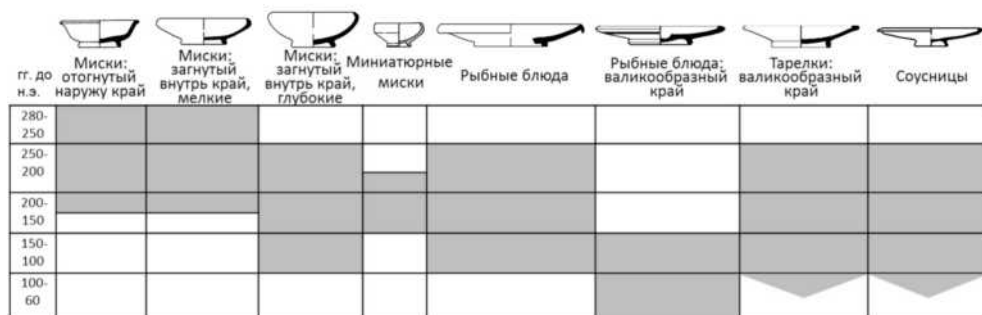 гг. до
н.э.
Миски:
отогнутый
наружу край
Миски:
загнутый
внутрь край,
мелкие
Миски:
загнутый
внутрь край,
глубокие
Миниатюрные
миски
Рыбные блюда
Рыбные блюда:
валикообразный
край
Тарелки:
валикообразный
край
Соусницы
280-
250
250-
200
200-
150
150-
100
100-
60